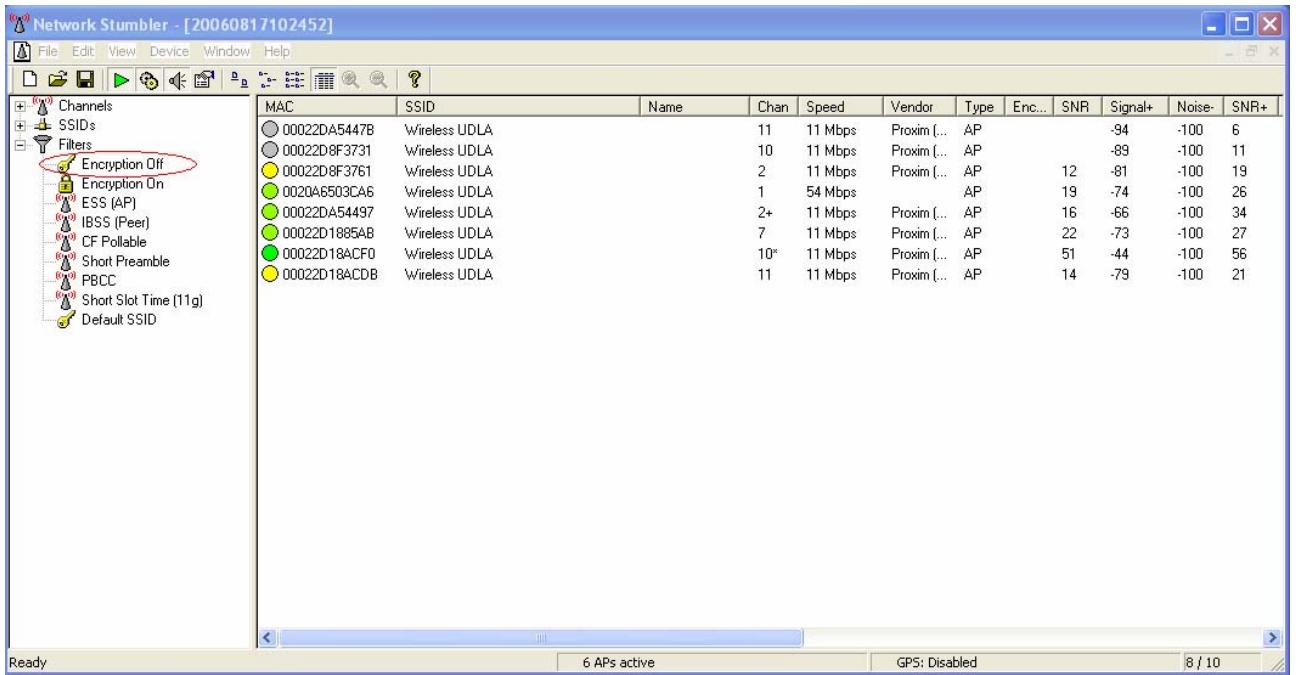 Network Stumbler - [20060817102452]
File Edit View Device Window Help
Channels
SSIDs
Filters
Encryption Off
Encryption On
ESS (AP)
IBSS (Peer)
CF Pollable
Short Preamble
PBCC
Short Slot Time (11g)
Default SSID
MAC SSID Name Chan Speed Vendor Type Enc... SNR Signal+ Noise- SNR+
00022DA5447B Wireless UDLA 11 11 Mbps Proxim (... AP -94 -100 6
00022D8F3731 Wireless UDLA 10 11 Mbps Proxim (... AP -89 -100 11
00022D8F3761 Wireless UDLA 2 11 Mbps Proxim (... AP 12 -81 -100 19
0020A6503CA6 Wireless UDLA 1 54 Mbps AP 19 -74 -100 26
00022DA54497 Wireless UDLA 2+ 11 Mbps Proxim (... AP 16 -66 -100 34
00022D1885AB Wireless UDLA 7 11 Mbps Proxim (... AP 22 -73 -100 27
00022D18ACF0 Wireless UDLA 10* 11 Mbps Proxim (... AP 51 -44 -100 56
00022D18ACDB Wireless UDLA 11 11 Mbps Proxim (... AP 14 -79 -100 21
Ready 6 APs active GPS: Disabled 8 / 10